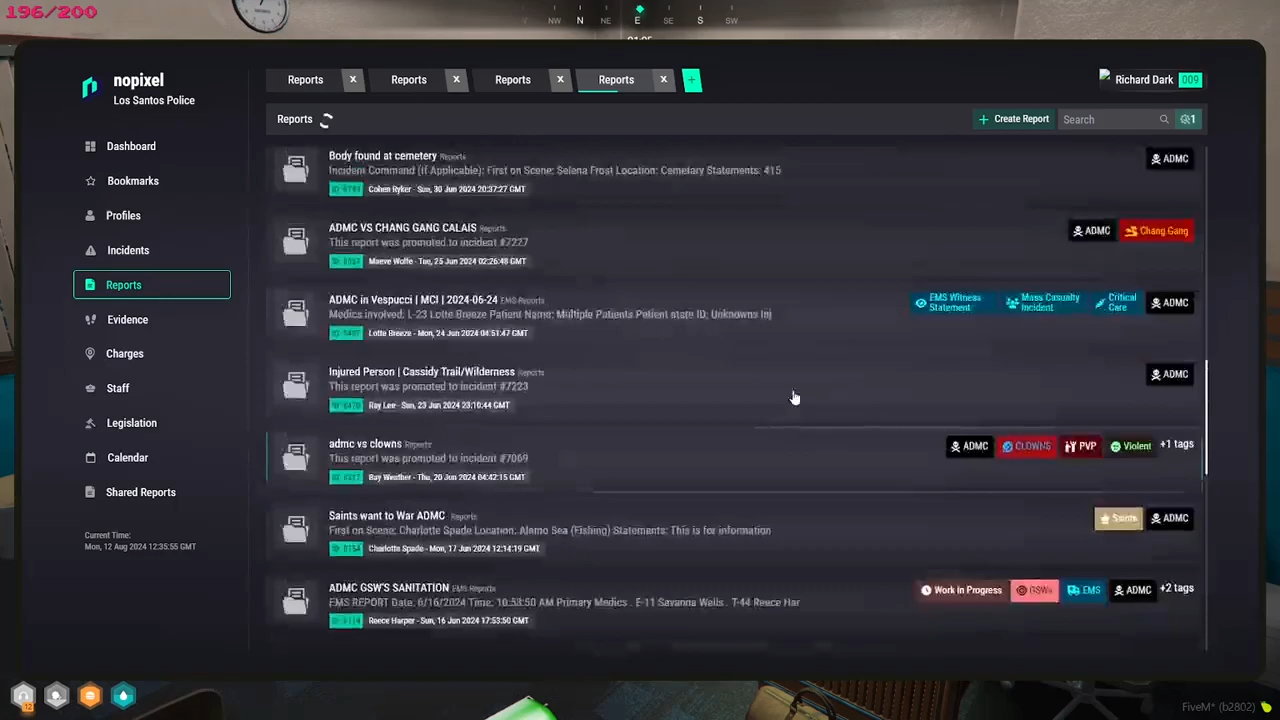 196/200
NW N NE E SE S SW
nopixel
Los Santos Police
Reports x Reports x Reports x Reports x +
Richard Dark 009
Reports
+ Create Report Search 1
Dashboard
Bookmarks
Profiles
Incidents
Reports
Evidence
Charges
Staff
Legislation
Calendar
Shared Reports
Current Time:
Mon, 12 Aug 2024 12:35:55 GMT
Body found at cemetery Reports
Incident Command (If Applicable): First on Scene: Selena Frost Location: Cemetary Statements: 415
Cohen Ryker - Sun, 30 Jun 2024 20:37:27 GMT
ADMC
ADMC VS CHANG GANG CALAIS Reports
This report was promoted to incident #7227
Maeve Wolfe - Tue, 25 Jun 2024 02:26:48 GMT
ADMC Chang Gang
ADMC in Vespucci | MCI | 2024-06-24 EMS Reports
Medics involved: L-23 Lotte Breeze Patient Name: Multiple Patients Patient state ID: Unknowns Inj
Lotte Breeze - Mon, 24 Jun 2024 04:51:47 GMT
EMS Witness Statement Mass Casualty Incident Critical Care ADMC
Injured Person | Cassidy Trail/Wilderness Reports
This report was promoted to incident #7223
Ray Leir - Sun, 23 Jun 2024 23:10:44 GMT
ADMC
admc vs clowns Reports
This report was promoted to incident #7069
Bay Weather - Thu, 20 Jun 2024 04:42:15 GMT
ADMC CLOWNS PVP Violent +1 tags
Saints want to War ADMC Reports
First on Scene: Charlotte Spade Location: Alamo Sea (Fishing) Statements: This is for information
Charlotte Spade - Mon, 17 Jun 2024 12:14:19 GMT
Saints ADMC
ADMC GSW'S SANITATION EMS Reports
EMS REPORT Date: 6/16/2024 Time: 10:53:50 AM Primary Medics . E-11 Savanna Wells . T-44 Reece Har
Reece Harper - Sun, 16 Jun 2024 17:53:50 GMT
Work In Progress GSWs EMS ADMC +2 tags
12
FiveM* (b2802)